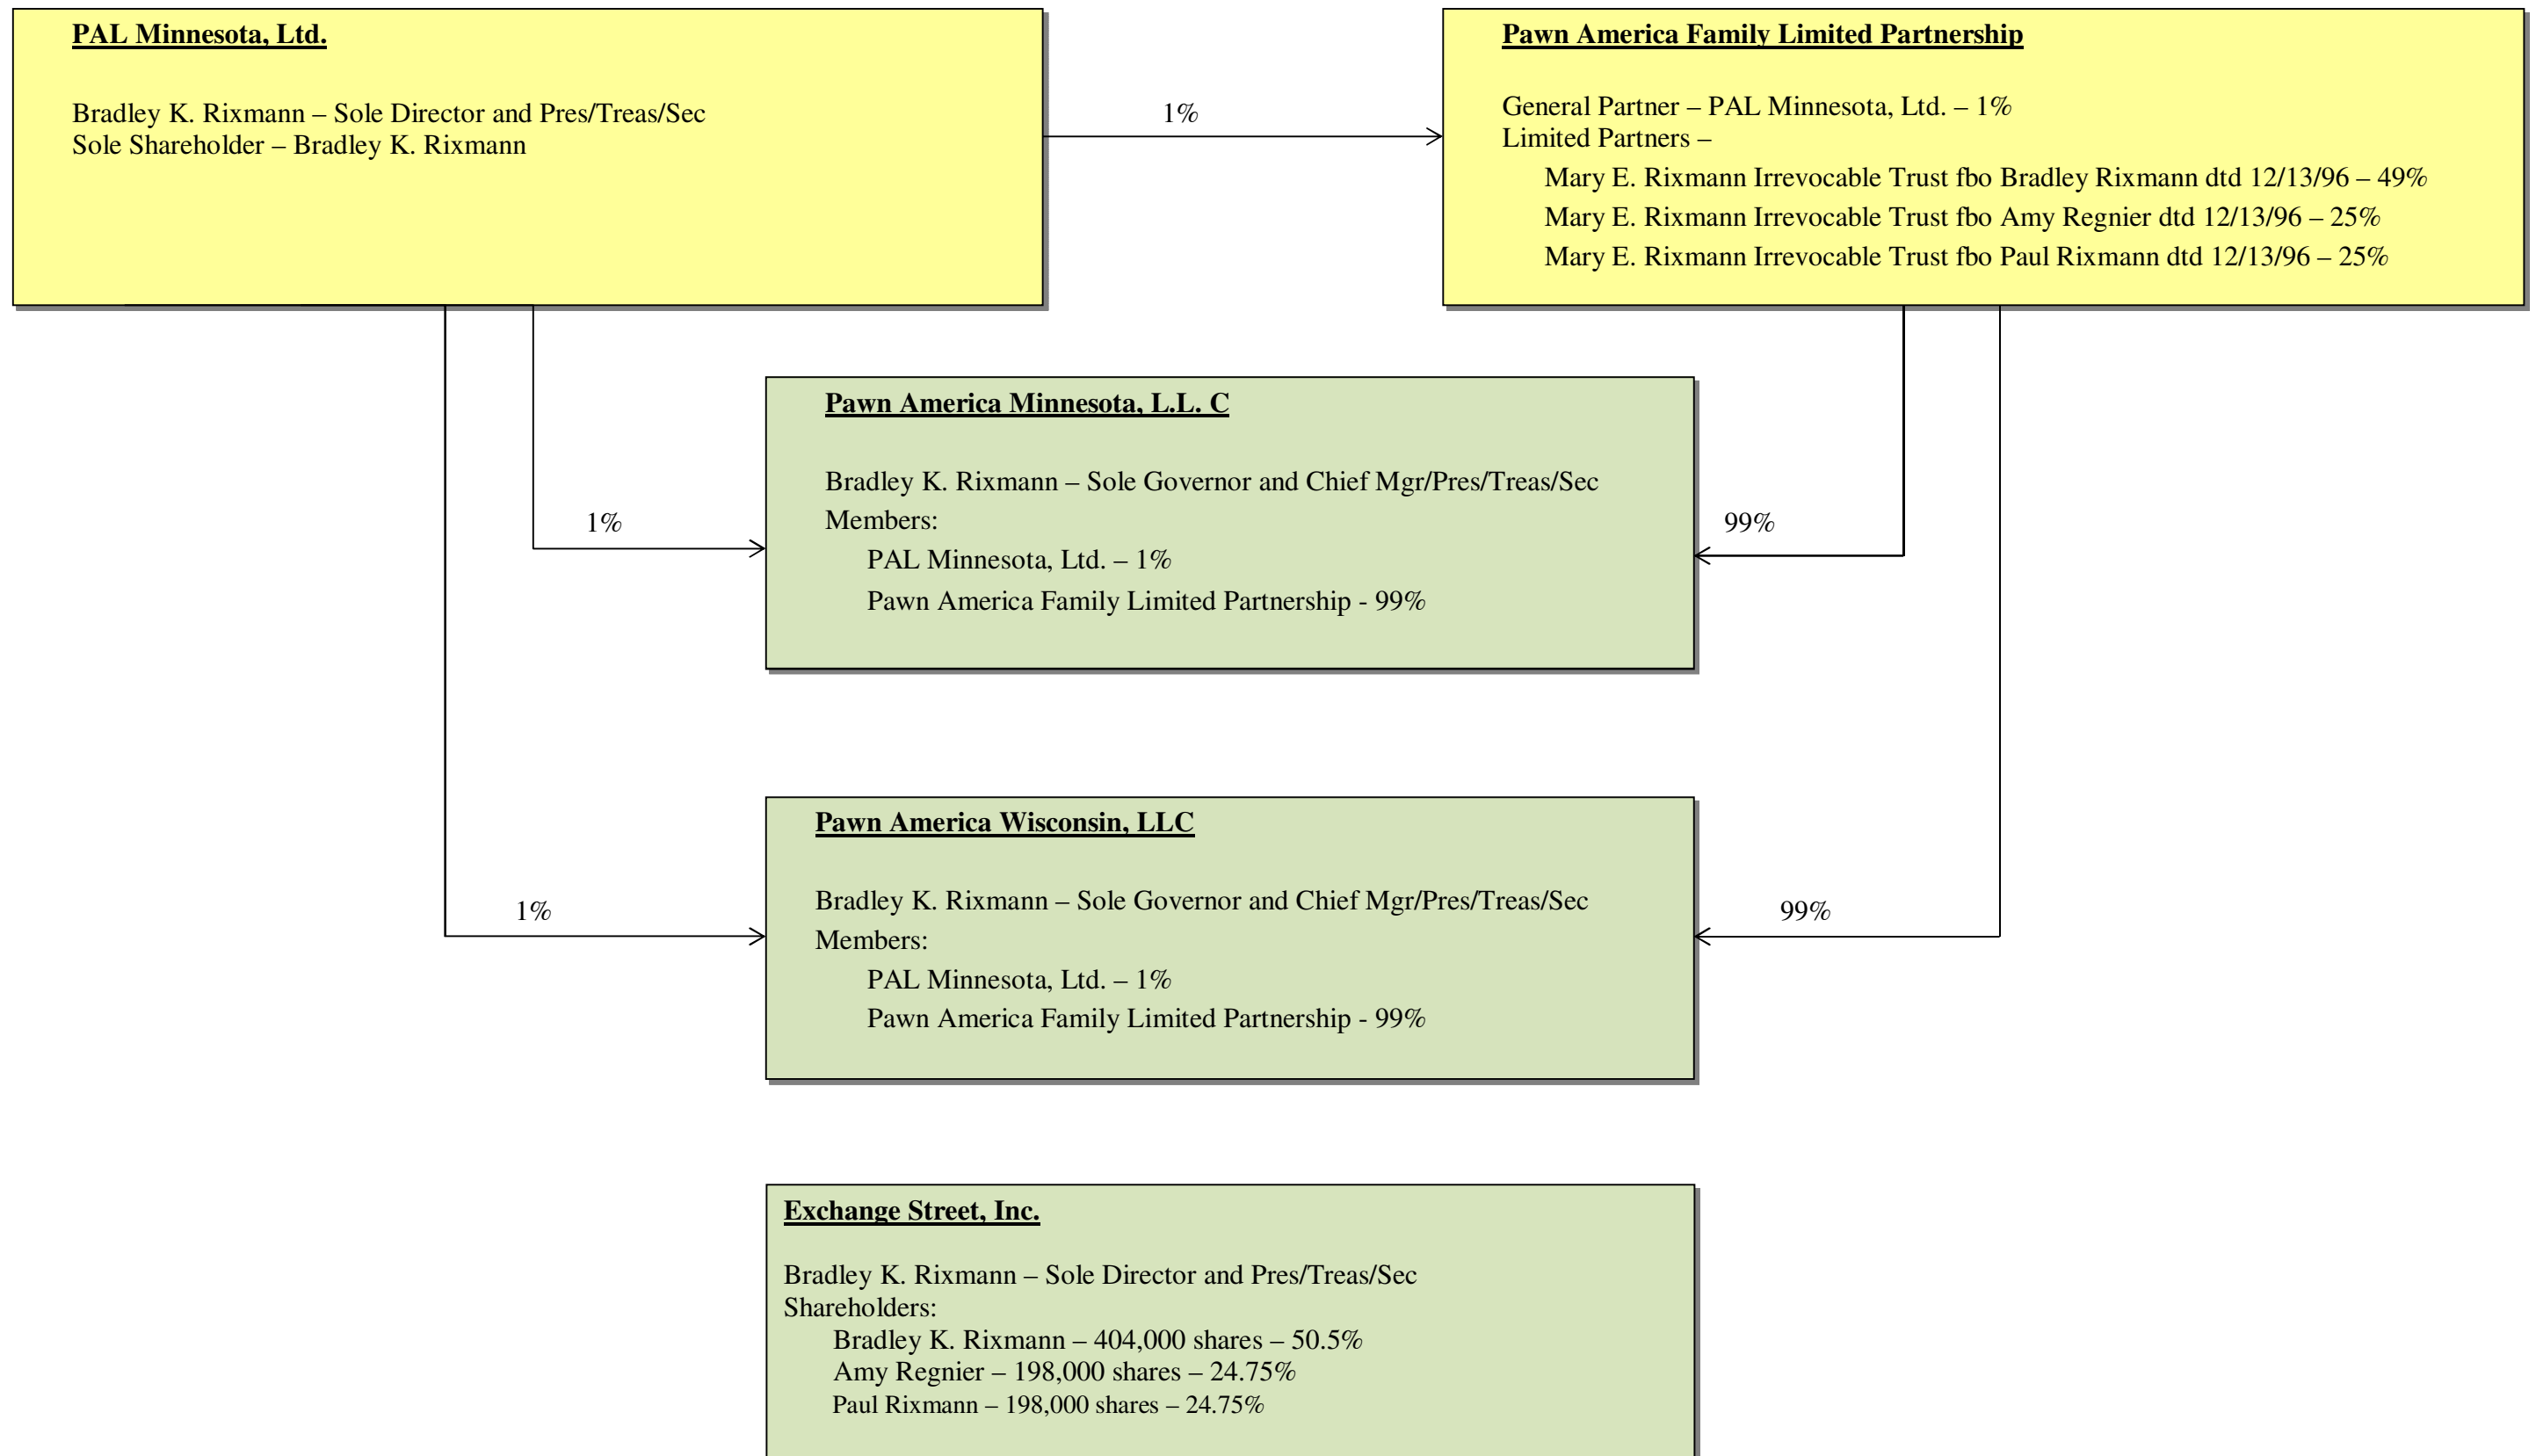 PAL Minnesota, Ltd.
Bradley K. Rixmann – Sole Director and Pres/Treas/Sec
Sole Shareholder – Bradley K. Rixmann
1%
Pawn America Family Limited Partnership
General Partner – PAL Minnesota, Ltd. – 1%
Limited Partners –
Mary E. Rixmann Irrevocable Trust fbo Bradley Rixmann dtd 12/13/96 – 49%
Mary E. Rixmann Irrevocable Trust fbo Amy Regnier dtd 12/13/96 – 25%
Mary E. Rixmann Irrevocable Trust fbo Paul Rixmann dtd 12/13/96 – 25%
Pawn America Minnesota, L.L. C
Bradley K. Rixmann – Sole Governor and Chief Mgr/Pres/Treas/Sec
Members:
PAL Minnesota, Ltd. – 1%
Pawn America Family Limited Partnership - 99%
1%
99%
Pawn America Wisconsin, LLC
Bradley K. Rixmann – Sole Governor and Chief Mgr/Pres/Treas/Sec
Members:
PAL Minnesota, Ltd. – 1%
Pawn America Family Limited Partnership - 99%
1%
99%
Exchange Street, Inc.
Bradley K. Rixmann – Sole Director and Pres/Treas/Sec
Shareholders:
Bradley K. Rixmann – 404,000 shares – 50.5%
Amy Regnier – 198,000 shares – 24.75%
Paul Rixmann – 198,000 shares – 24.75%